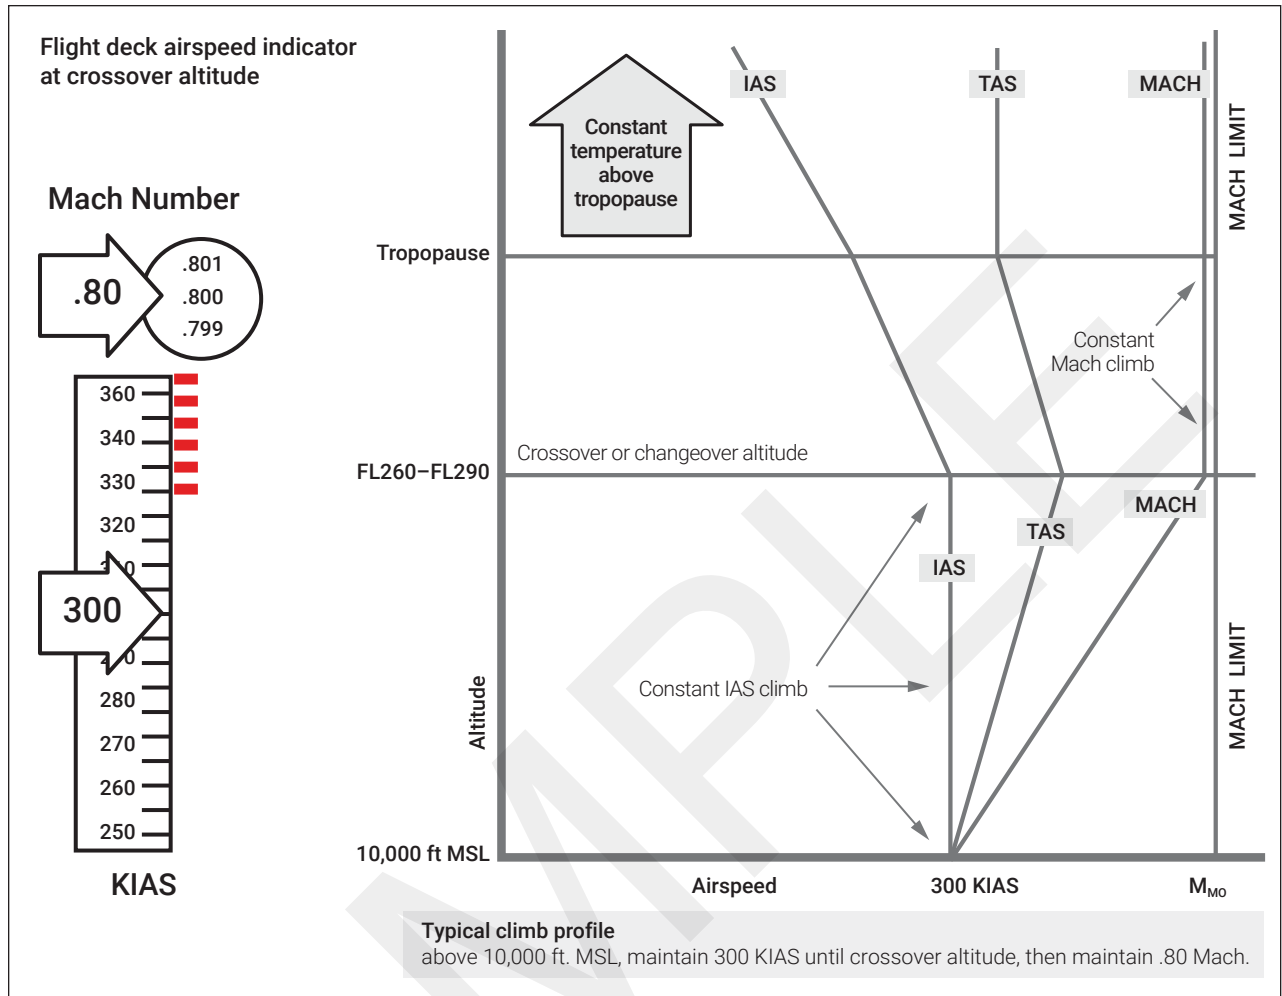 Flight deck airspeed indicator
at crossover altitude
Mach Number
.80
.801
.800
.799
360
340
330
320
300
280
270
260
250
KIAS
Constant
temperature
above
tropopause
IAS
TAS
MACH
MACH LIMIT
Tropopause
Constant
Mach climb
Crossover or changeover altitude
FL260–FL290
MACH
TAS
IAS
Constant IAS climb
MACH LIMIT
Altitude
10,000 ft MSL
Airspeed
300 KIAS
MMO
Typical climb profile
above 10,000 ft. MSL, maintain 300 KIAS until crossover altitude, then maintain .80 Mach.